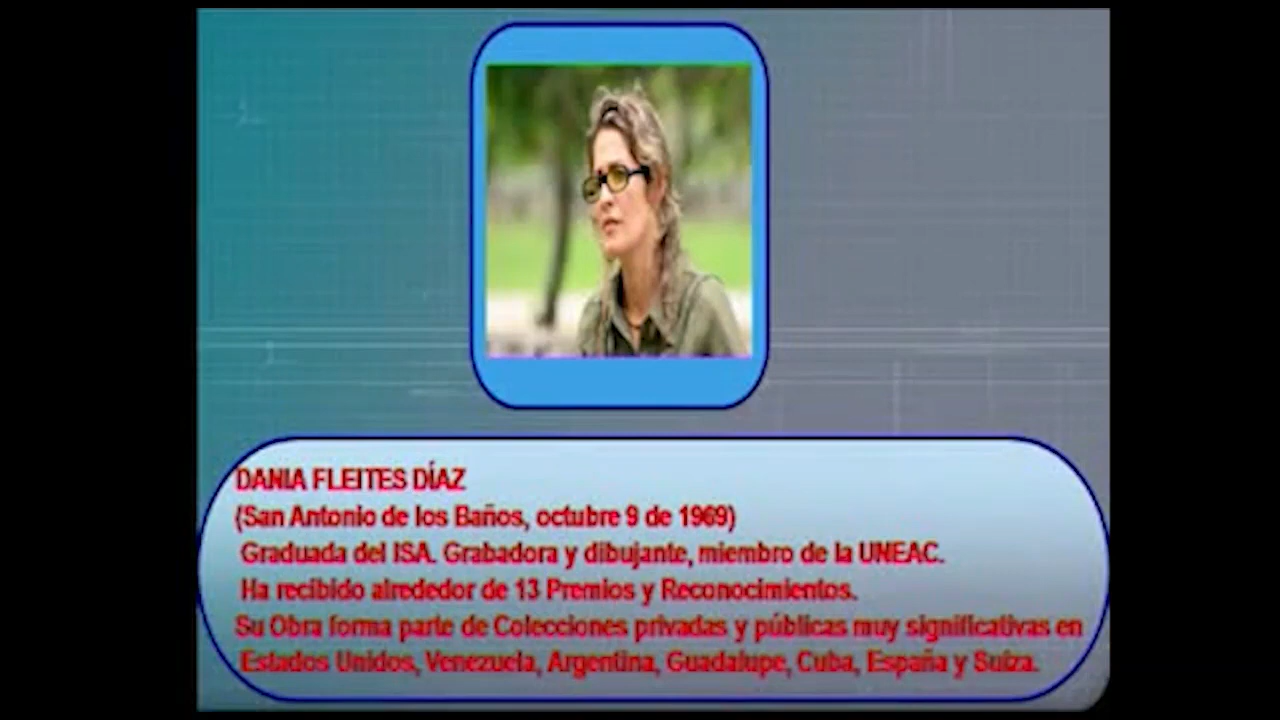 DANIA FLEITES DÍAZ
(San Antonio de los Baños, octubre 9 de 1969)
Graduada del ISA. Grabadora y dibujante, miembro de la UNEAC.
Ha recibido alrededor de 13 Premios y Reconocimientos.
Su Obra forma parte de Colecciones privadas y públicas muy significativas en
Estados Unidos, Venezuela, Argentina, Guadalupe, Cuba, España y Suiza.